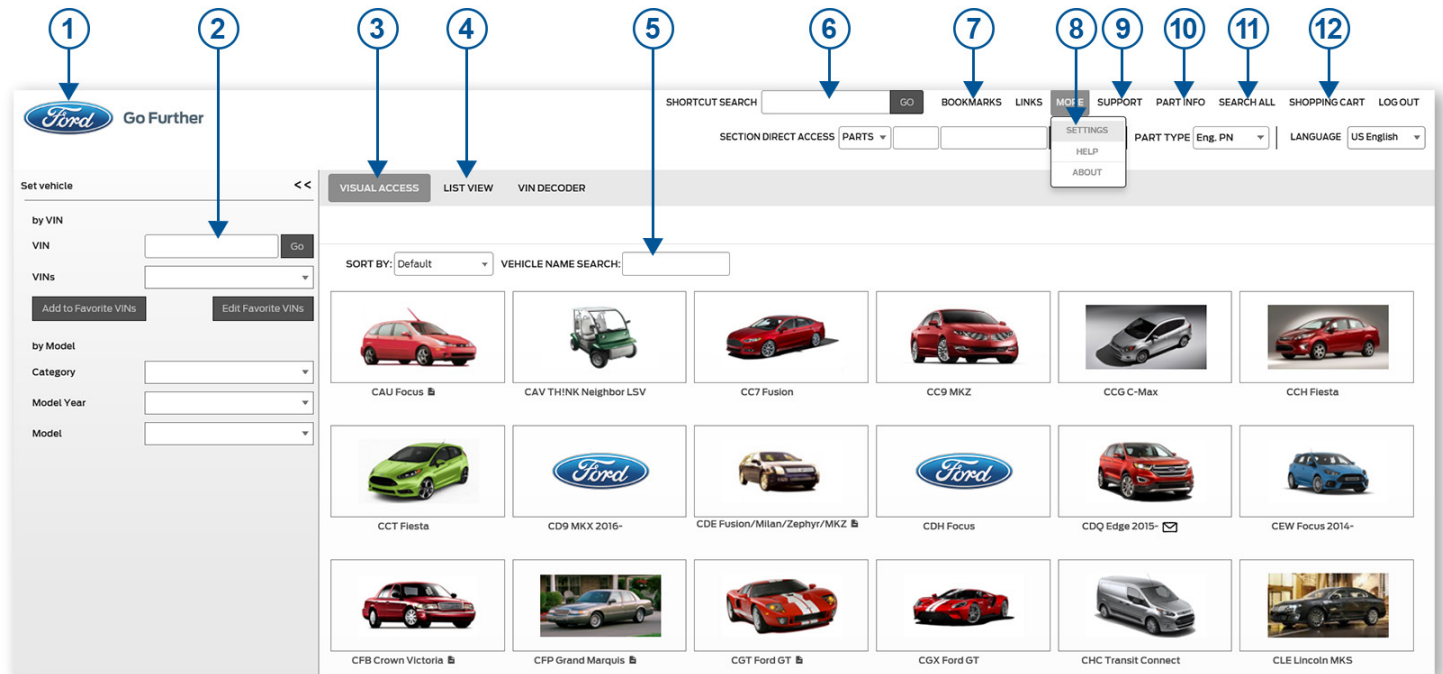 1 2 3 4 5 6 7 8 9 10 11 12
Ford Go Further
SHORTCUT SEARCH GO BOOKMARKS LINKS MORE SUPPORT PART INFO SEARCH ALL SHOPPING CART LOG OUT
SECTION DIRECT ACCESS PARTS PART TYPE Eng. PN LANGUAGE US English
SETTINGS
HELP
ABOUT
Set vehicle <<
VISUAL ACCESS LIST VIEW VIN DECODER
by VIN
VIN Go
VINs
Add to Favorite VINs Edit Favorite VINs
by Model
Category
Model Year
Model
SORT BY: Default VEHICLE NAME SEARCH:
CAU Focus CAV TH!NK Neighbor LSV CC7 Fusion CC9 MKZ CCG C-Max CCH Fiesta
Ford Ford
CCT Fiesta CD9 MKX 2016- CDE Fusion/Milan/Zephyr/MKZ CDH Focus CDQ Edge 2015- CEW Focus 2014-
CFB Crown Victoria CFP Grand Marquis CGT Ford GT CGX Ford GT CHC Transit Connect CLE Lincoln MKS